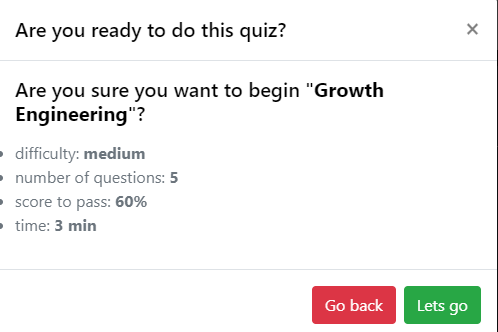 Are you ready to do this quiz?
×
Are you sure you want to begin "Growth
Engineering"?
difficulty: medium
number of questions: 5
score to pass: 60%
time: 3 min
Go back
Lets go